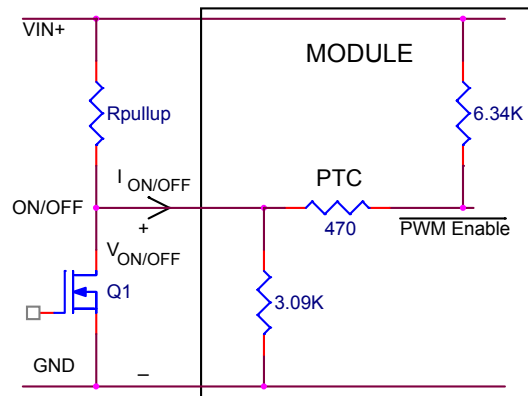 VIN+
MODULE
Rpullup
6.34K
I ON/OFF
PTC
ON/OFF
+
470
PWM Enable
V ON/OFF
Q1
3.09K
GND
_